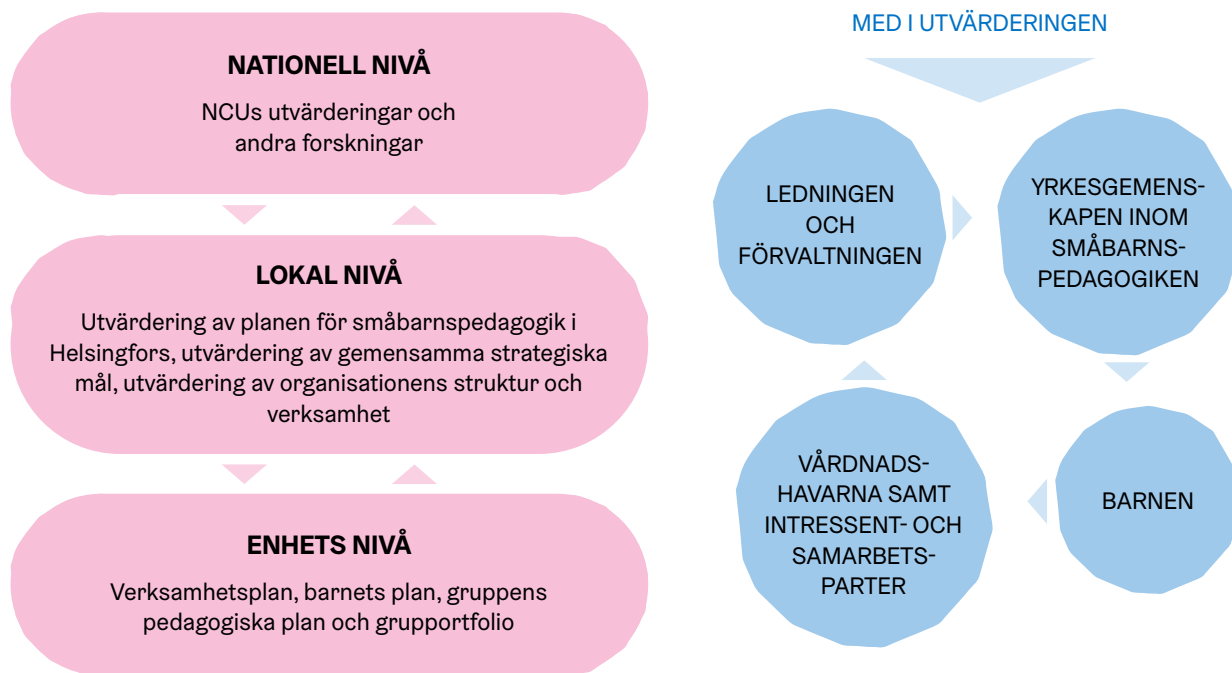 NATIONELL NIVÅ
NCUs utvärderingar och
andra forskningar
LOKAL NIVÅ
Utvärdering av planen för småbarnspedagogik i
Helsingfors, utvärdering av gemensamma strategiska
mål, utvärdering av organisationens struktur och
verksamhet
ENHETS NIVÅ
Verksamhetsplan, barnets plan, gruppens
pedagogiska plan och grupportfolio
MED I UTVÄRDERINGEN
LEDNINGEN
OCH
FÖRVALTNINGEN
YRKESGEMENS-
KAPEN INOM
SMÅBARNS-
PEDAGOGIKEN
VÅRDNADS-
HAVARNA SAMT
INTRESSENT- OCH
SAMARBETS-
PARTER
BARNEN